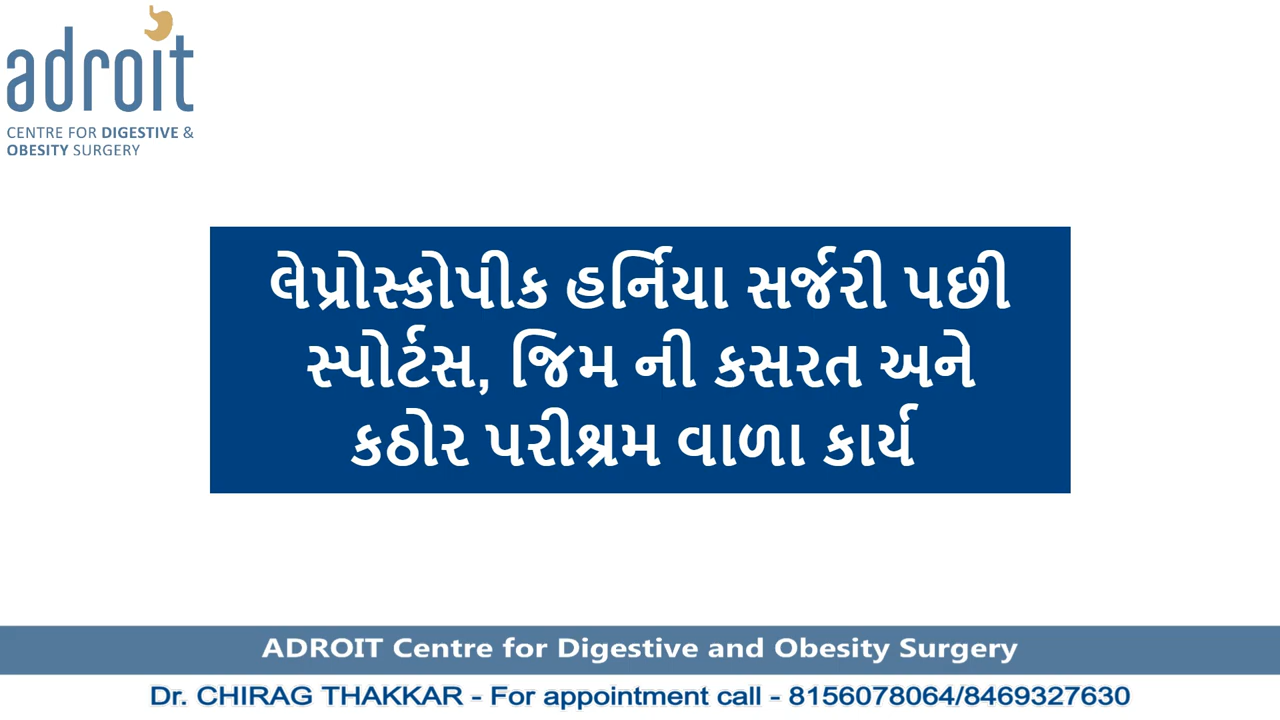 adroit
CENTRE FOR DIGESTIVE &
OBESITY SURGERY
લેપ્રોસ્કોપીક હર્નિયા સર્જરી પછી
સ્પોર્ટસ, જિમ ની કસરત અને
કઠોર પરીશ્રમ વાળા કાર્ય
ADROIT Centre for Digestive and Obesity Surgery
Dr. CHIRAG THAKKAR - For appointment call - 8156078064/8469327630